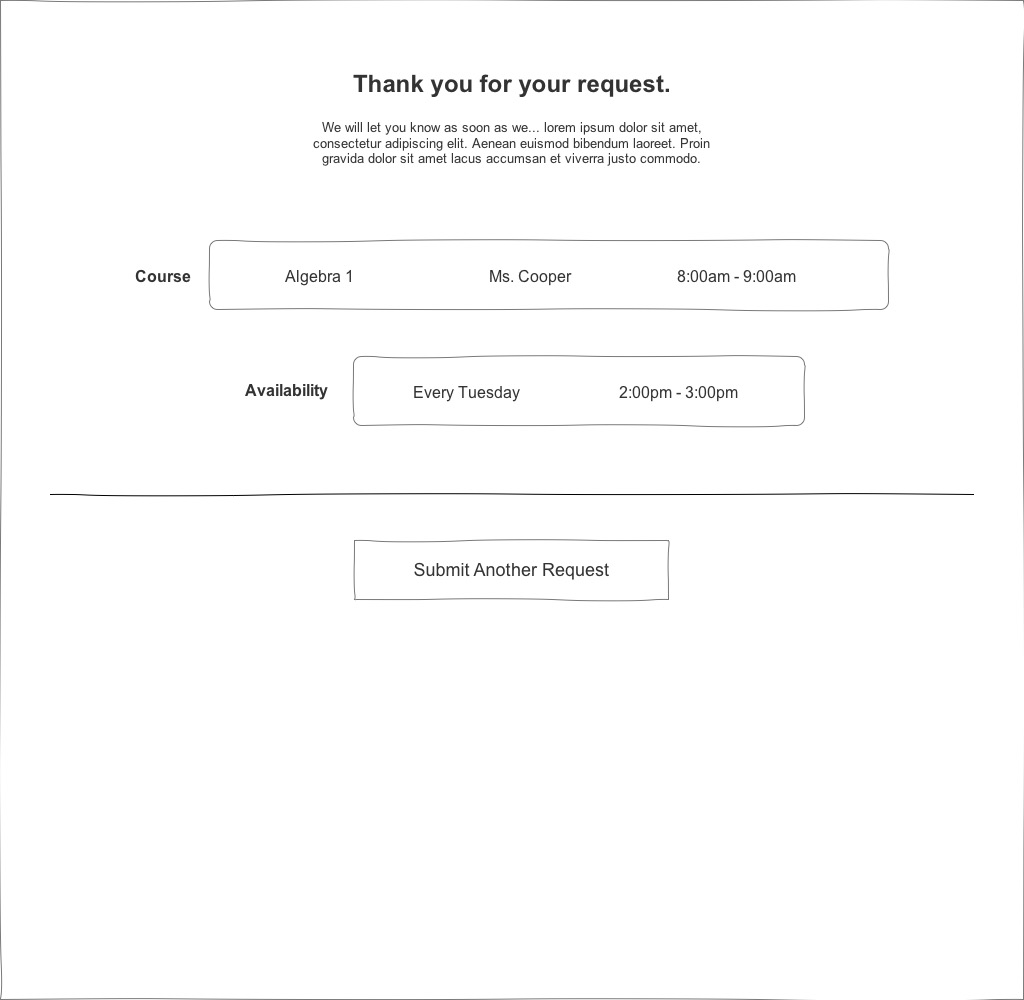 Thank you for your request.
We will let you know as soon as we... lorem ipsum dolor sit amet,
consectetur adipiscing elit. Aenean euismod bibendum laoreet. Proin
gravida dolor sit amet lacus accumsan et viverra justo commodo.
Course Algebra 1 Ms. Cooper 8:00am - 9:00am
Availability Every Tuesday 2:00pm - 3:00pm
Submit Another Request